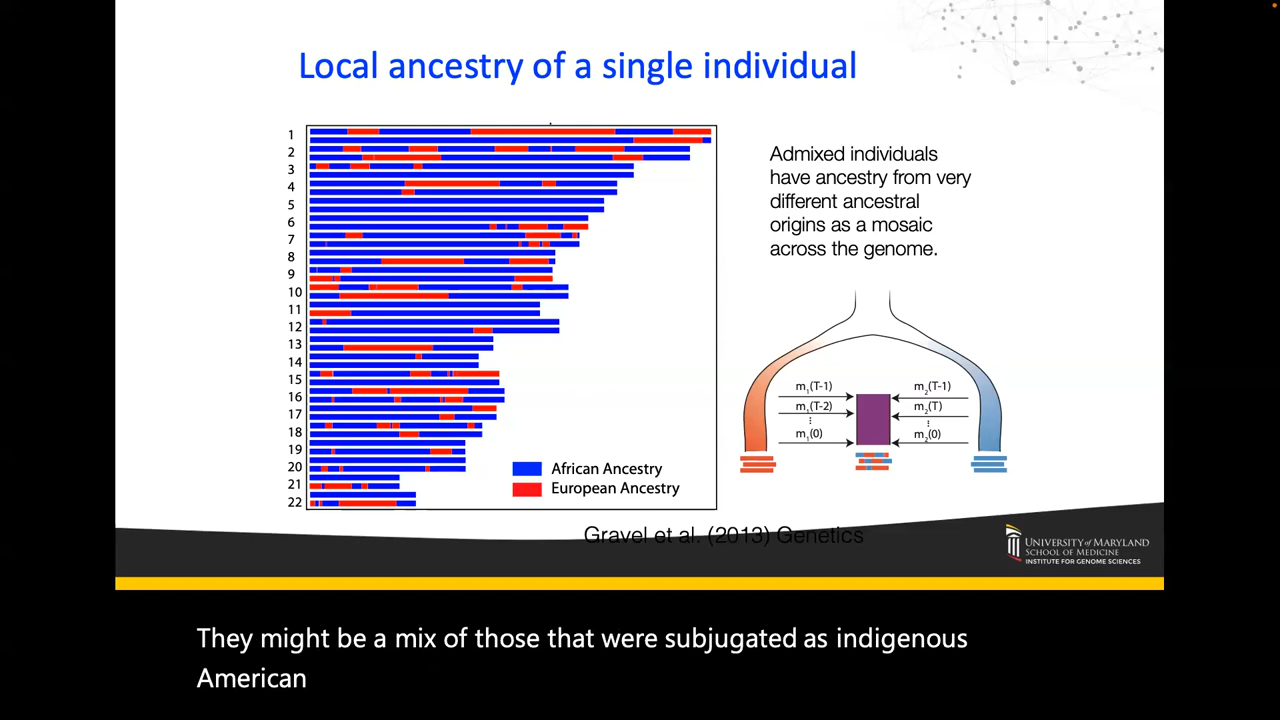 Local ancestry of a single individual
1
2
3
4
5
6
7
8
9
10
11
12
13
14
15
16
17
18
19
20
21
22
African Ancestry
European Ancestry
Admixed individuals
have ancestry from very
different ancestral
origins as a mosaic
across the genome.
m1(T-1)
m1(T-2)
⋮
m1(0)
m2(T-1)
m2(T)
⋮
m2(0)
Gravel et al. (2013) Genetics
UNIVERSITY of MARYLAND
SCHOOL OF MEDICINE
INSTITUTE FOR GENOME SCIENCES
They might be a mix of those that were subjugated as indigenous
American